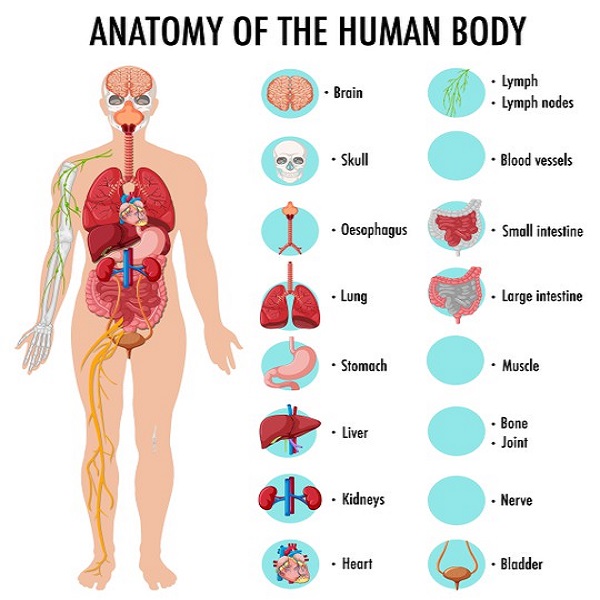 ANATOMY OF THE HUMAN BODY
• Brain
• Skull
• Oesophagus
• Lung
• Stomach
• Liver
• Kidneys
• Heart
• Lymph
• Lymph nodes
• Blood vessels
• Small intestine
• Large intestine
• Muscle
• Bone
• Joint
• Nerve
• Bladder